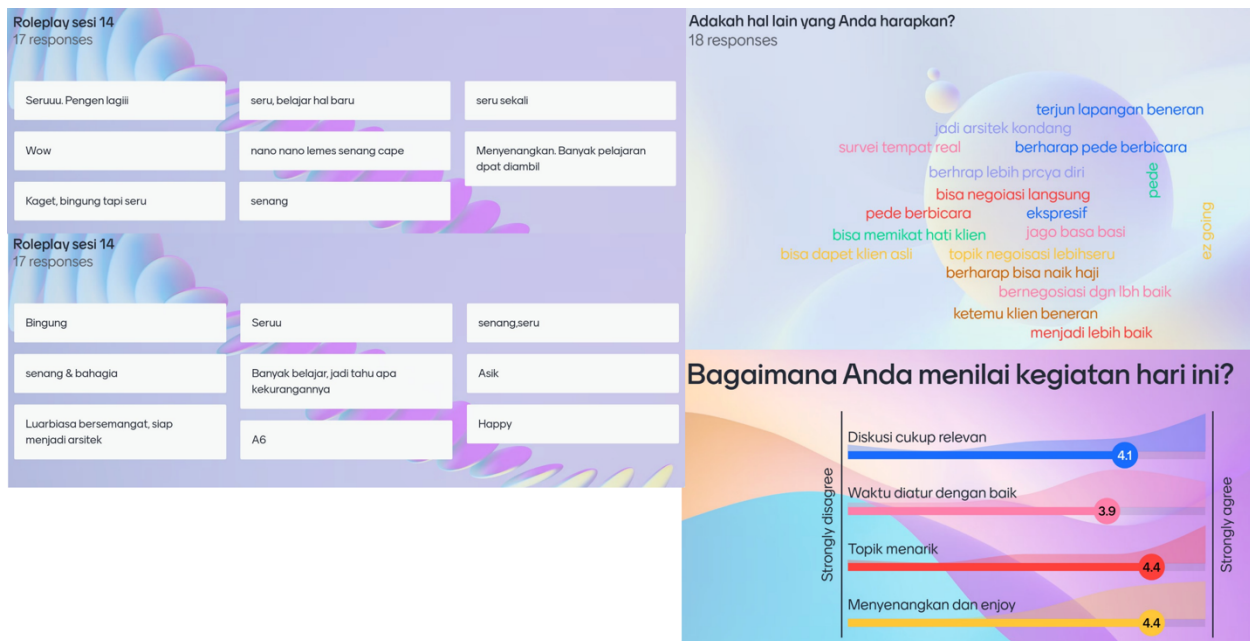 Roleplay sesi 14
17 responses
Seruuu. Pengen lagiii
seru, belajar hal baru
seru sekali
Wow
nano nano lemes senang cape
Menyenangkan. Banyak pelajaran
dpat diambil
Kaget, bingung tapi seru
senang
Roleplay sesi 14
17 responses
Bingung
Seruu
senang,seru
senang & bahagia
Banyak belajar, jadi tahu apa
kekurangannya
Asik
Luarbiasa bersemangat, siap
menjadi arsitek
A6
Happy
Adakah hal lain yang Anda harapkan?
18 responses
terjun lapangan beneran
jadi arsitek kondang
survei tempat real
berharap pede berbicara
berhrap lebih prcya diri
pede
bisa negoiasi langsung
pede berbicara
ekspresif
ez going
bisa memikat hati klien
jago basa basi
bisa dapet klien asli
topik negoisasi lebihseru
berharap bisa naik haji
bernegosiasi dgn lbh baik
ketemu klien beneran
menjadi lebih baik
Bagaimana Anda menilai kegiatan hari ini?
Strongly disagree
Diskusi cukup relevan
4.1
Waktu diatur dengan baik
3.9
Topik menarik
4.4
Menyenangkan dan enjoy
4.4
Strongly agree